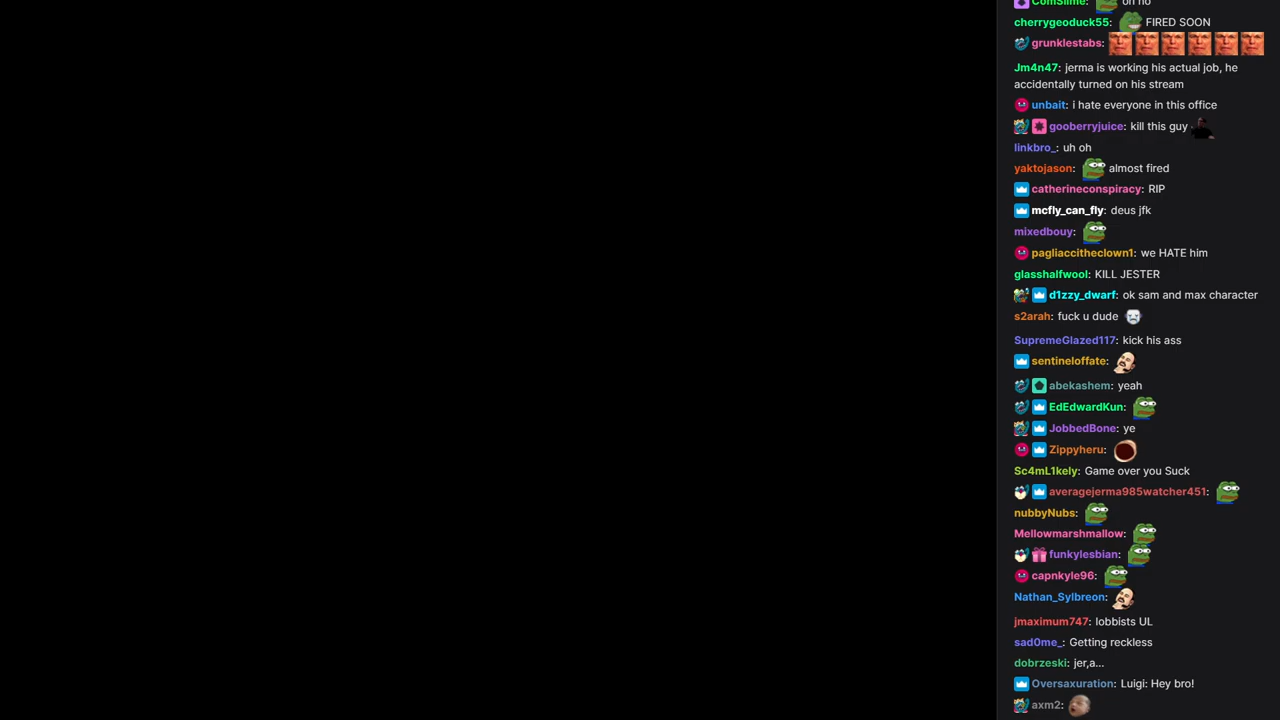 ComSlime: oh no
cherrygeoduck55: FIRED SOON
grunklestabs:
Jm4n47: jerma is working his actual job, he
accidentally turned on his stream
unbait: i hate everyone in this office
gooberryjuice: kill this guy
linkbro_: uh oh
yaktojason: almost fired
catherineconspiracy: RIP
mcfly_can_fly: deus jfk
mixedbouy:
pagliaccitheclown1: we HATE him
glasshalfwool: KILL JESTER
d1zzy_dwarf: ok sam and max character
s2arah: fuck u dude
SupremeGlazed117: kick his ass
sentineloffate:
abekashem: yeah
EdEdwardKun:
JobbedBone: ye
Zippyheru:
Sc4mL1kely: Game over you Suck
averagejerma985watcher451:
nubbyNubs:
Mellowmarshmallow:
funkylesbian:
capnkyle96:
Nathan_Sylbreon:
jmaximum747: lobbists UL
sad0me_: Getting reckless
dobrzeski: jer,a...
Oversaxuration: Luigi: Hey bro!
axm2: